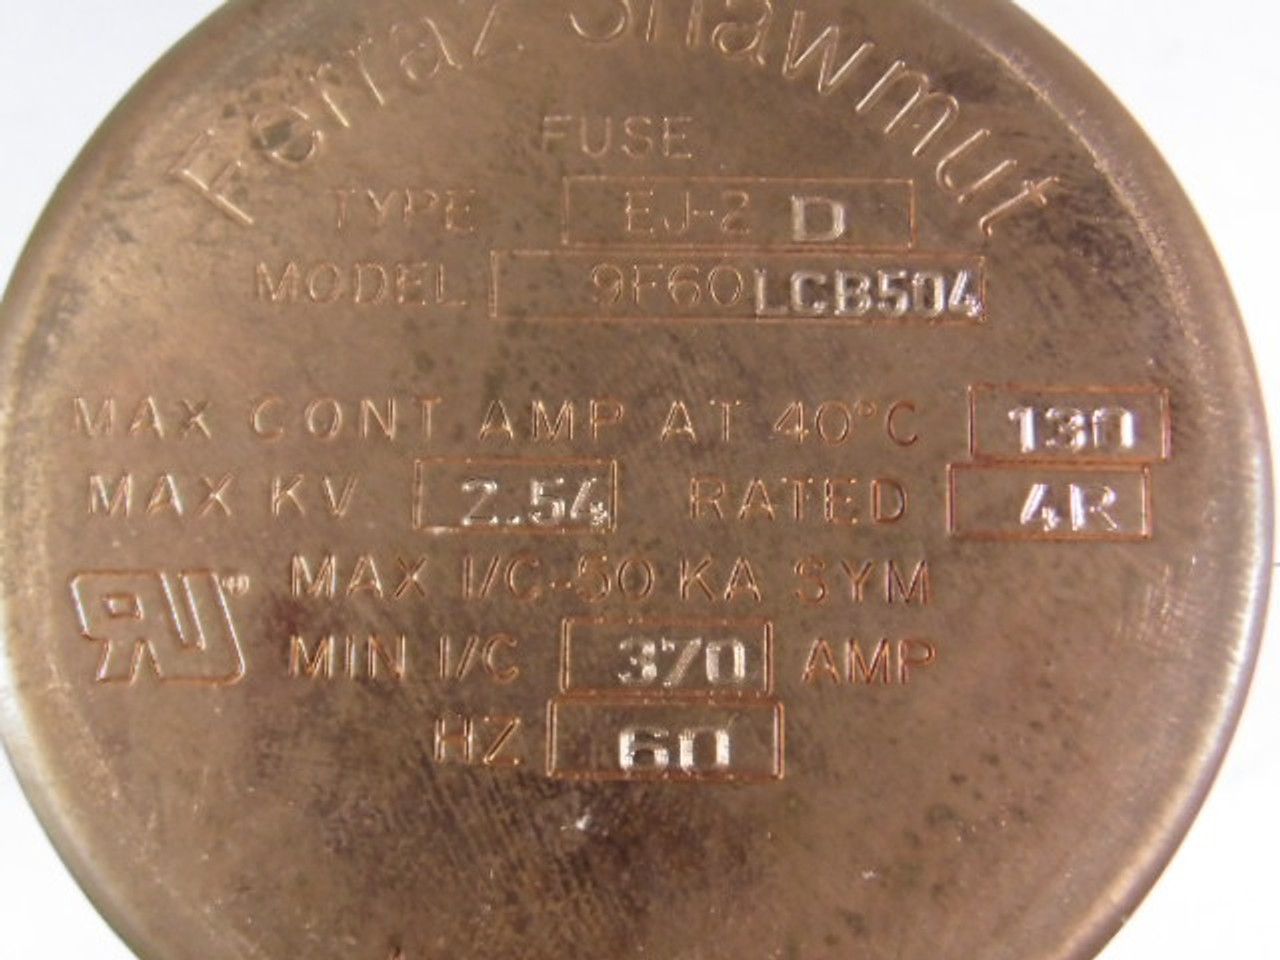 Ferraz Shawmut
FUSE
TYPE EJ-2 D
MODEL 9F60LCB504
MAX CONT AMP AT 40°C 130
MAX KV 2.54 RATED 4R
MAX I/C-50 KA SYM
MIN I/C 370 AMP
HZ 60